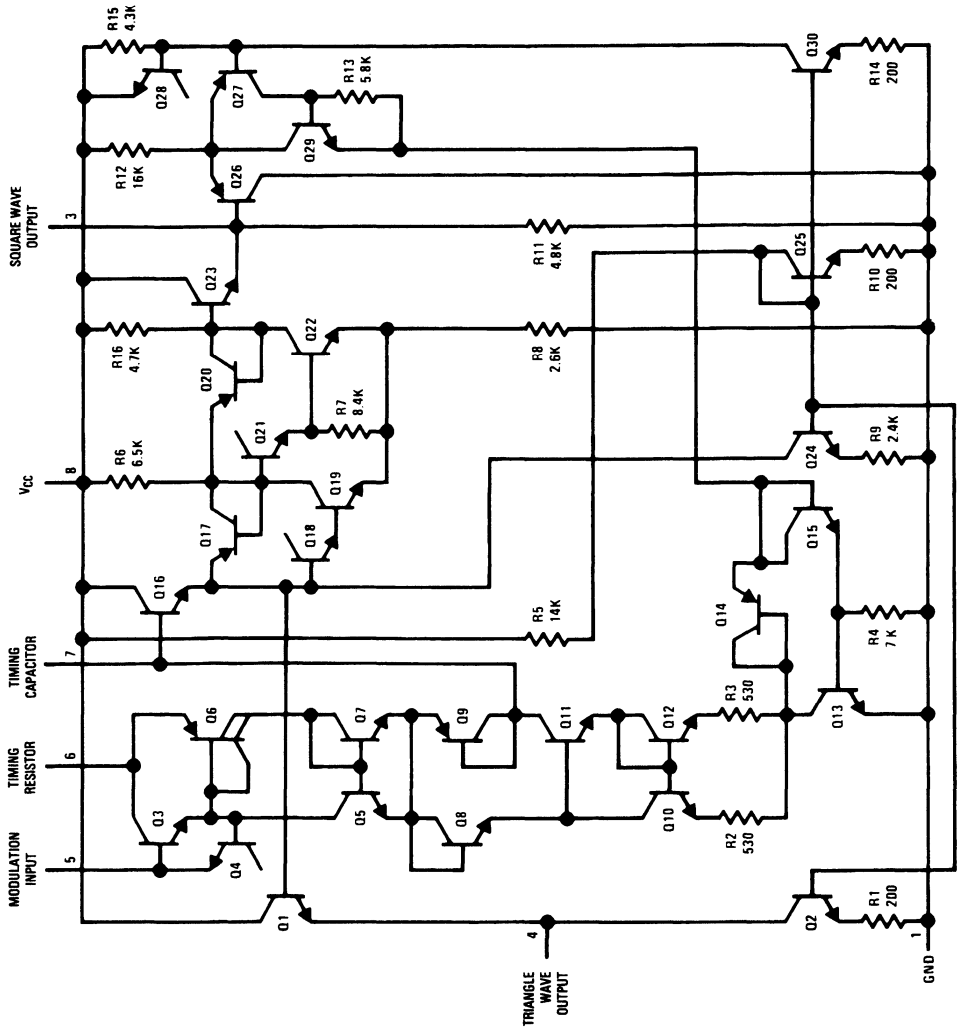 MODULATION
INPUT
5
TIMING
RESISTOR
6
TIMING
CAPACITOR
7
VCC
8
SQUARE WAVE
OUTPUT
3
R15
4.3K
Q28
Q27
R13
5.8K
R12
16K
Q29
Q26
Q23
R16
4.7K
Q20
Q22
Q21
R7
8.4K
R6
6.5K
Q17
Q19
Q18
Q16
Q6
Q3
Q4
Q7
Q5
Q9
Q8
Q11
Q12
Q10
R3
530
R2
530
Q1
4
TRIANGLE
WAVE
OUTPUT
Q2
R1
200
1
GND
R5
14K
R8
2.6K
R11
4.8K
Q14
Q15
Q13
R4
7 K
Q24
R9
2.4K
Q25
R10
200
Q30
R14
200